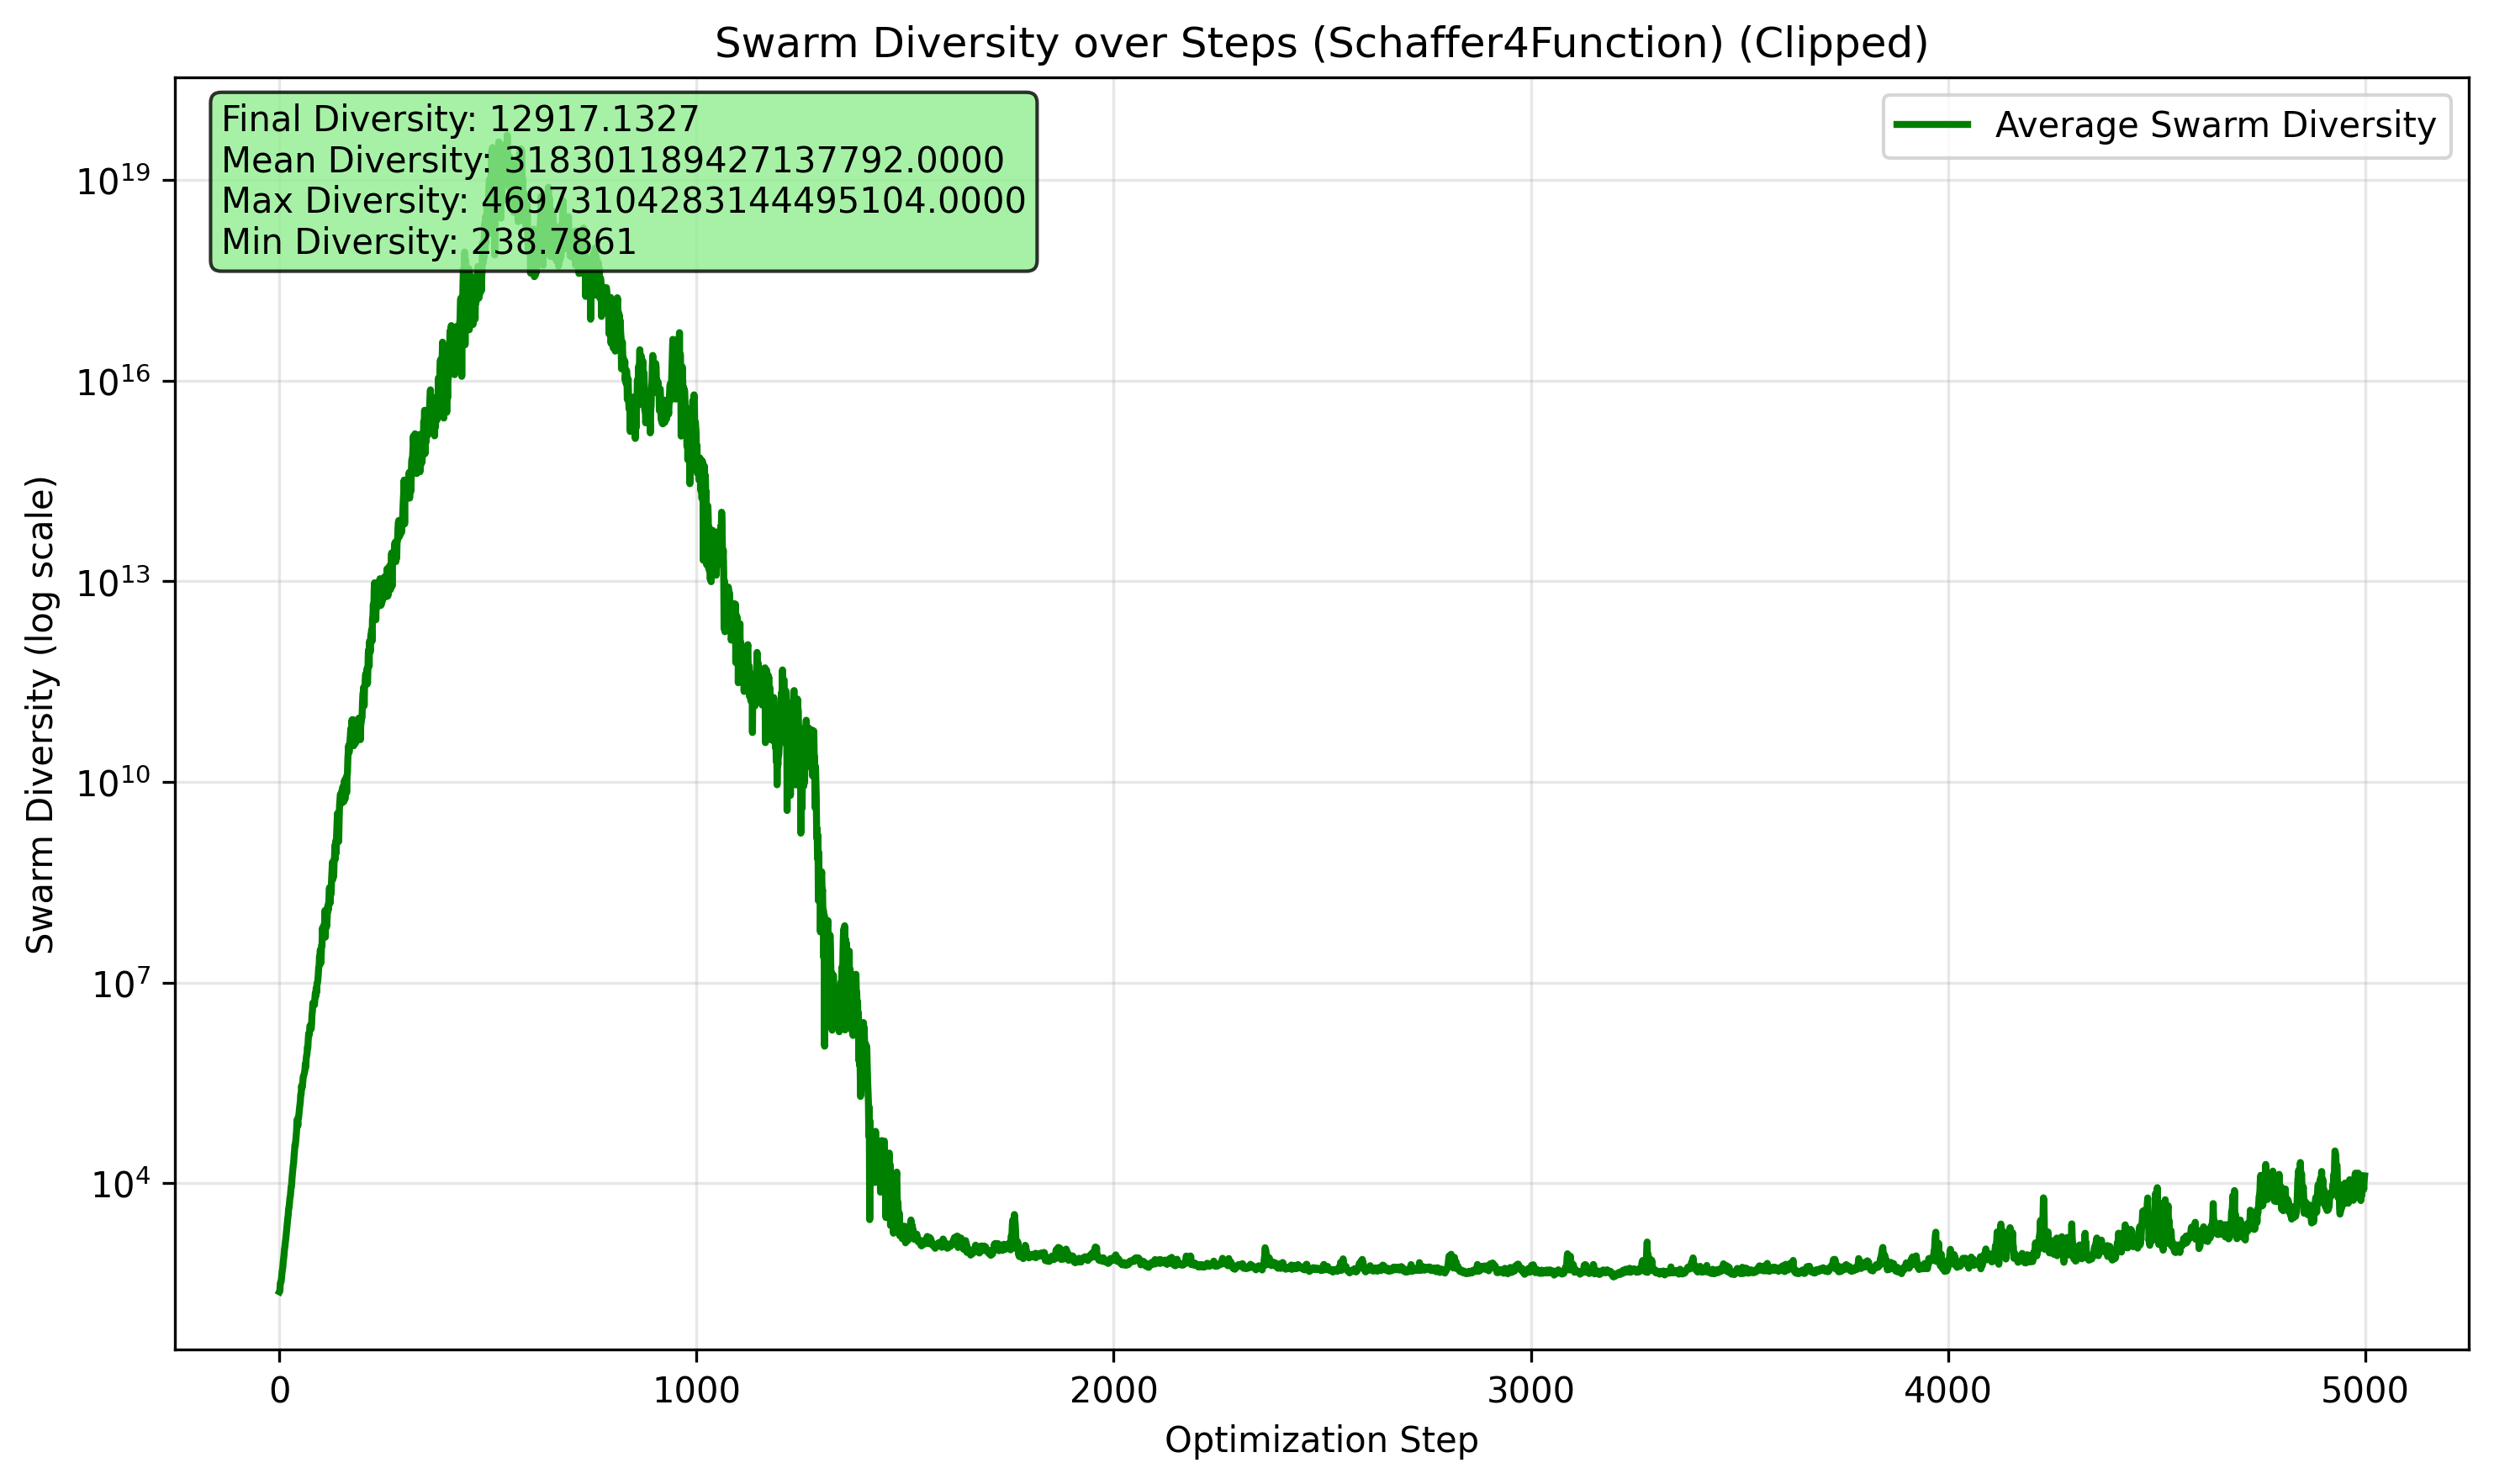 Swarm Diversity over Steps (Schaffer4Function) (Clipped)
Final Diversity: 12917.1327
Mean Diversity: 318301189427137792.0000
Max Diversity: 46973104283144495104.0000
Min Diversity: 238.7861
Average Swarm Diversity
Swarm Diversity (log scale)
10^19
10^16
10^13
10^10
10^7
10^4
0 1000 2000 3000 4000 5000
Optimization Step